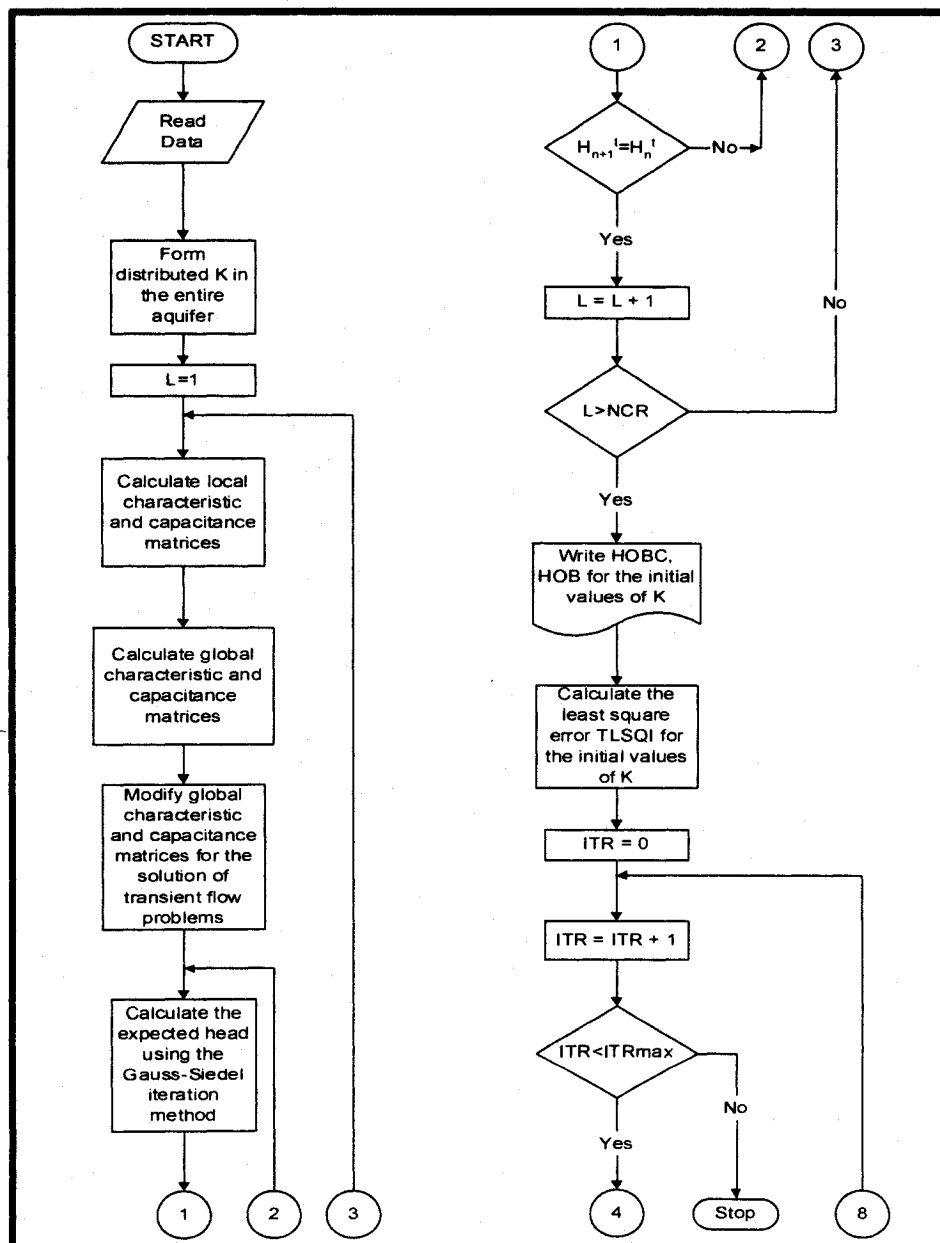 START
Read
Data
Form
distributed K in
the entire
aquifer
L=1
Calculate local
characteristic
and capacitance
matrices
Calculate global
characteristic and
capacitance
matrices
Modify global
characteristic
and capacitance
matrices for the
solution of
transient flow
problems
Calculate the
expected head
using the
Gauss-Siedel
iteration
method
1
2
3
1
2
3
Hₙ₊₁ᵗ=Hₙᵗ
No
Yes
L = L + 1
No
L>NCR
Yes
Write HOBC,
HOB for the initial
values of K
Calculate the
least square
error TLSQI for
the initial values
of K
ITR = 0
ITR = ITR + 1
ITR<ITRmax
No
Yes
4
Stop
8